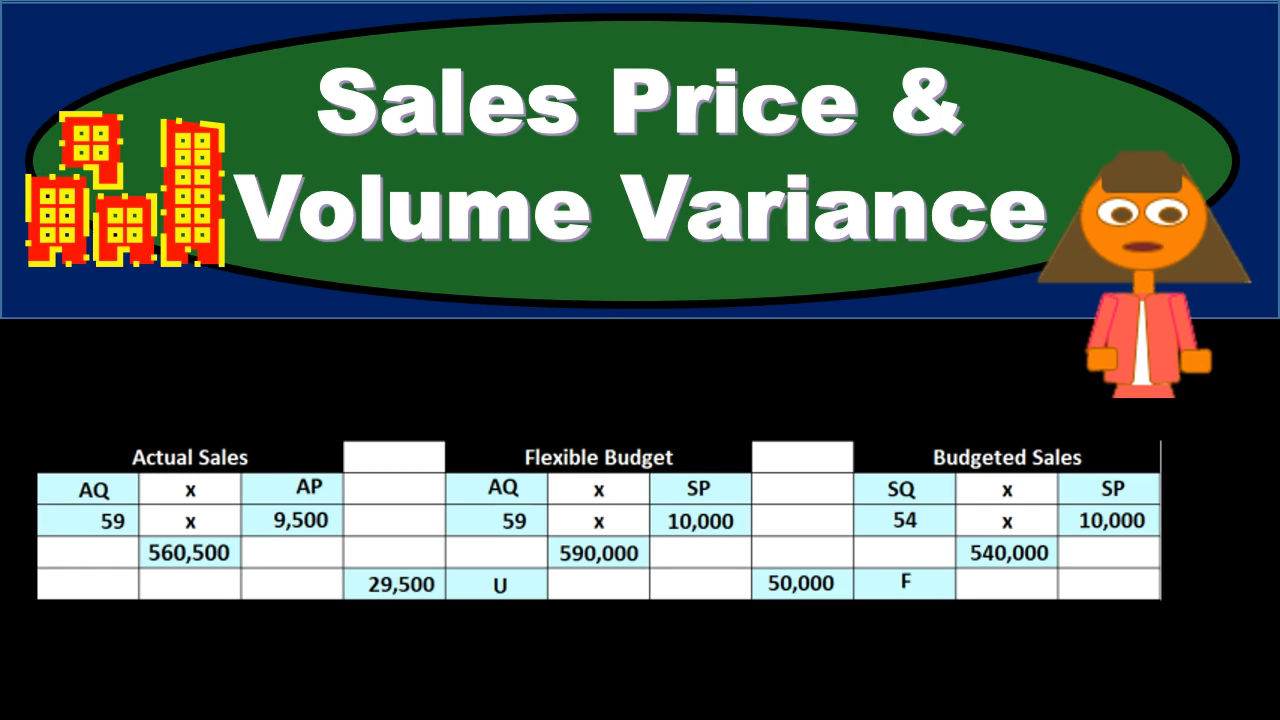 Sales Price &
Volume Variance
Actual Sales Flexible Budget Budgeted Sales
AQ x AP AQ x SP SQ x SP
59 x 9,500 59 x 10,000 54 x 10,000
560,500 590,000 540,000
29,500 U 50,000 F